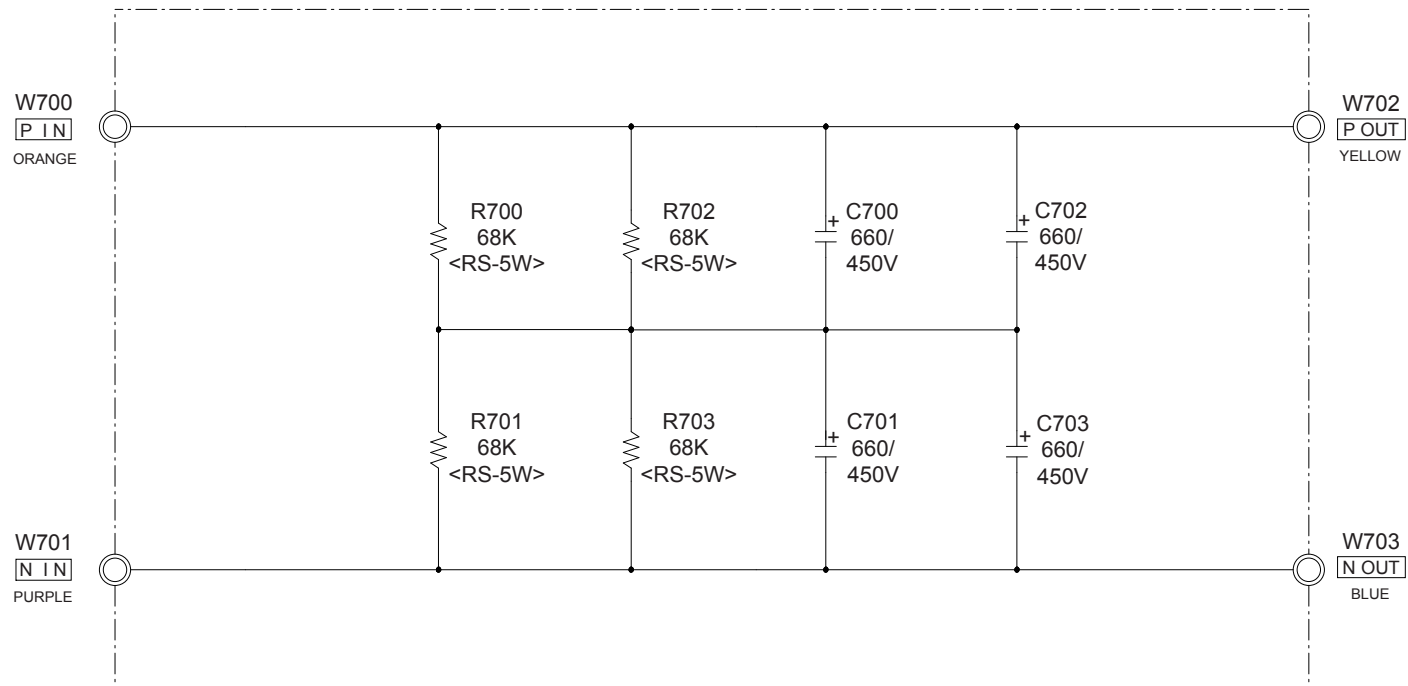 W700
P IN
ORANGE
W702
P OUT
YELLOW
R700
68K
<RS-5W>
R702
68K
<RS-5W>
C700
660/
450V
C702
660/
450V
+
+
R701
68K
<RS-5W>
R703
68K
<RS-5W>
C701
660/
450V
C703
660/
450V
+
+
W701
N IN
PURPLE
W703
N OUT
BLUE